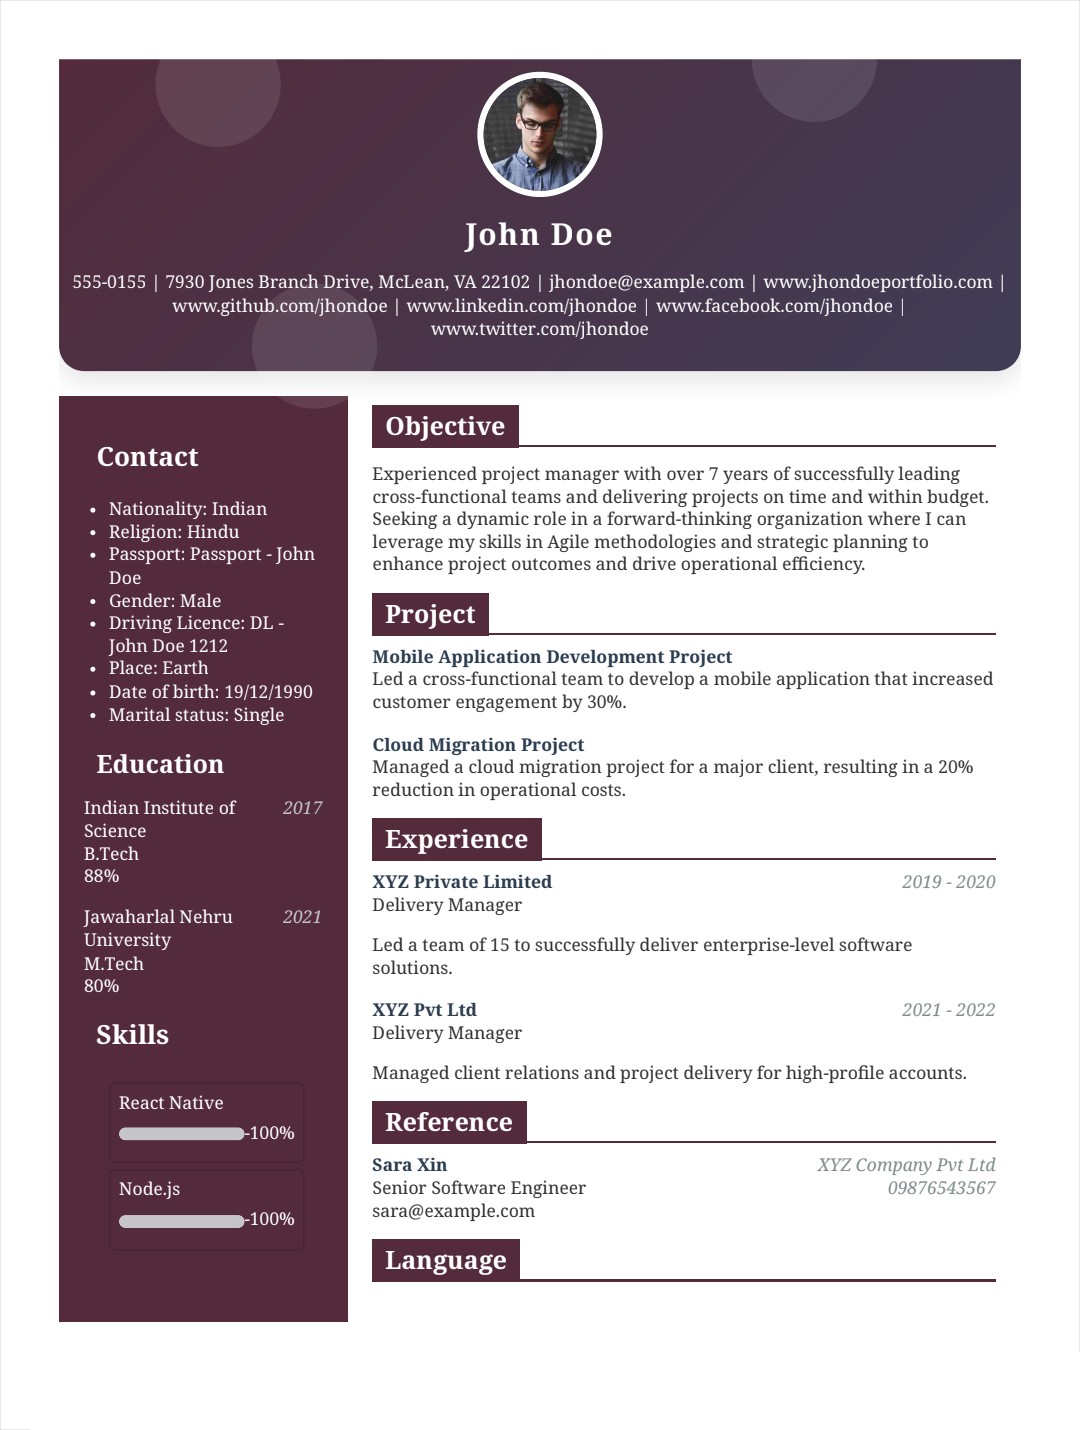 John Doe
555-0155 | 7930 Jones Branch Drive, McLean, VA 22102 | jhondoe@example.com | www.jhondoeportfolio.com |
www.github.com/jhondoe | www.linkedin.com/jhondoe | www.facebook.com/jhondoe |
www.twitter.com/jhondoe
Contact
• Nationality: Indian
• Religion: Hindu
• Passport: Passport - John
Doe
• Gender: Male
• Driving Licence: DL -
John Doe 1212
• Place: Earth
• Date of birth: 19/12/1990
• Marital status: Single
Education
Indian Institute of 2017
Science
B.Tech
88%
Jawaharlal Nehru 2021
University
M.Tech
80%
Skills
React Native
-100%
Node.js
-100%
Objective
Experienced project manager with over 7 years of successfully leading
cross-functional teams and delivering projects on time and within budget.
Seeking a dynamic role in a forward-thinking organization where I can
leverage my skills in Agile methodologies and strategic planning to
enhance project outcomes and drive operational efficiency.
Project
Mobile Application Development Project
Led a cross-functional team to develop a mobile application that increased
customer engagement by 30%.
Cloud Migration Project
Managed a cloud migration project for a major client, resulting in a 20%
reduction in operational costs.
Experience
XYZ Private Limited 2019 - 2020
Delivery Manager
Led a team of 15 to successfully deliver enterprise-level software
solutions.
XYZ Pvt Ltd 2021 - 2022
Delivery Manager
Managed client relations and project delivery for high-profile accounts.
Reference
Sara Xin XYZ Company Pvt Ltd
Senior Software Engineer 09876543567
sara@example.com
Language